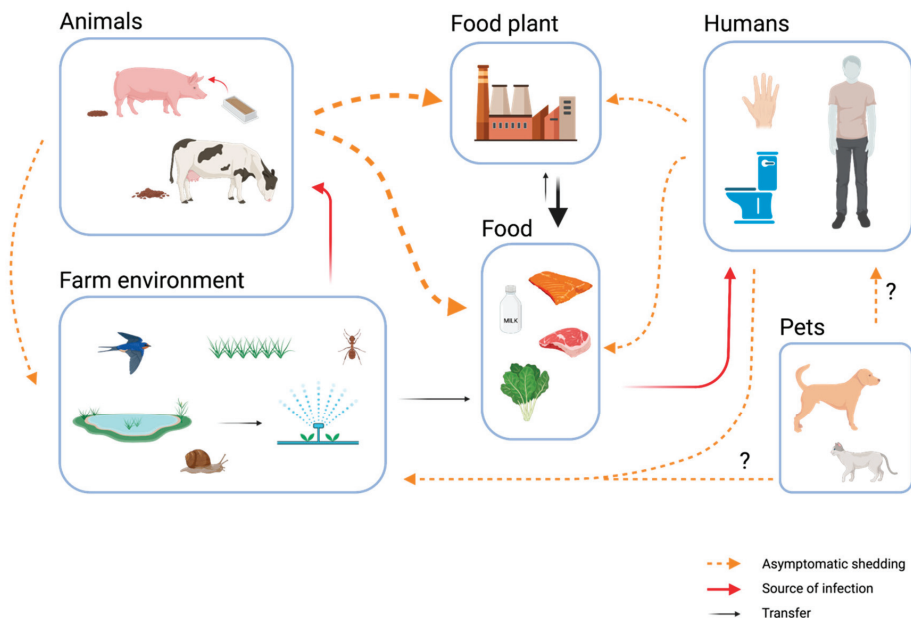 Animals
Food plant
Humans
Food
MILK
Farm environment
?
Pets
?
Asymptomatic shedding
Source of infection
Transfer